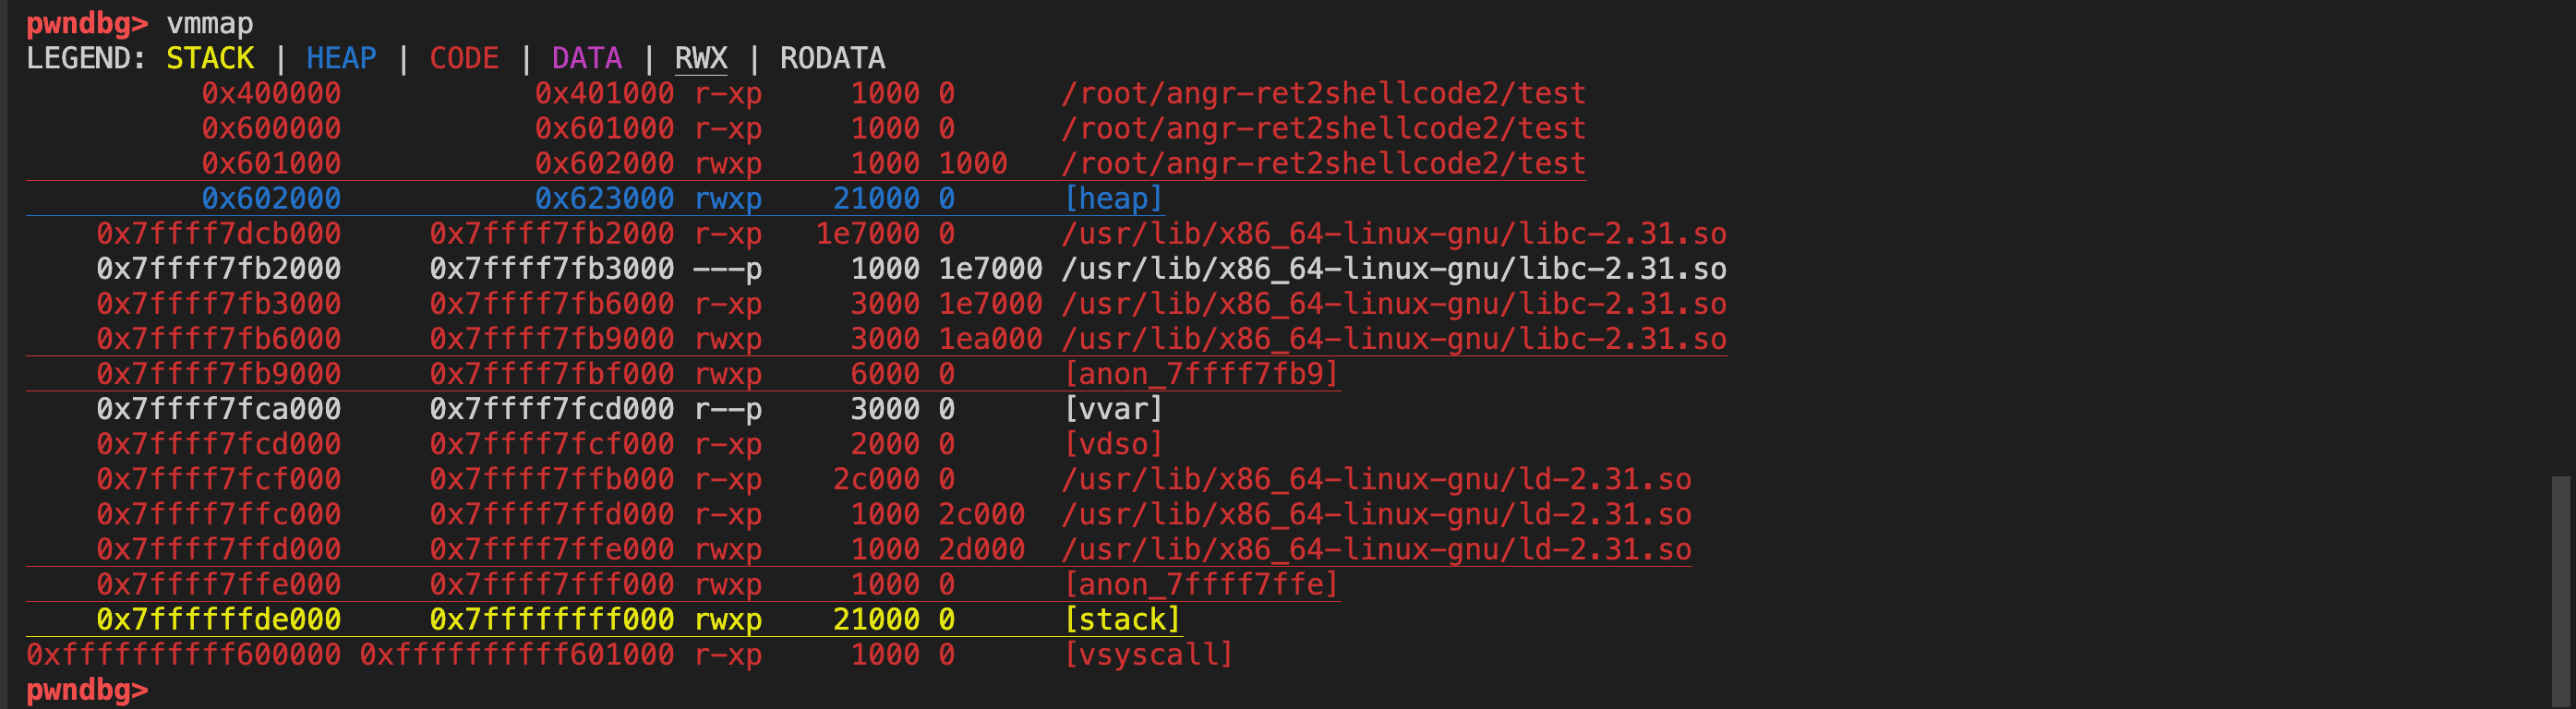 pwndbg> vmmap
LEGEND: STACK | HEAP | CODE | DATA | RWX | RODATA
0x400000 0x401000 r-xp 1000 0 /root/angr-ret2shellcode2/test
0x600000 0x601000 r-xp 1000 0 /root/angr-ret2shellcode2/test
0x601000 0x602000 rwxp 1000 1000 /root/angr-ret2shellcode2/test
0x602000 0x623000 rwxp 21000 0 [heap]
0x7ffff7dcb000 0x7ffff7fb2000 r-xp 1e7000 0 /usr/lib/x86_64-linux-gnu/libc-2.31.so
0x7ffff7fb2000 0x7ffff7fb3000 ---p 1000 1e7000 /usr/lib/x86_64-linux-gnu/libc-2.31.so
0x7ffff7fb3000 0x7ffff7fb6000 r-xp 3000 1e7000 /usr/lib/x86_64-linux-gnu/libc-2.31.so
0x7ffff7fb6000 0x7ffff7fb9000 rwxp 3000 1ea000 /usr/lib/x86_64-linux-gnu/libc-2.31.so
0x7ffff7fb9000 0x7ffff7fbf000 rwxp 6000 0 [anon_7ffff7fb9]
0x7ffff7fca000 0x7ffff7fcd000 r--p 3000 0 [vvar]
0x7ffff7fcd000 0x7ffff7fcf000 r-xp 2000 0 [vdso]
0x7ffff7fcf000 0x7ffff7ffb000 r-xp 2c000 0 /usr/lib/x86_64-linux-gnu/ld-2.31.so
0x7ffff7ffc000 0x7ffff7ffd000 r-xp 1000 2c000 /usr/lib/x86_64-linux-gnu/ld-2.31.so
0x7ffff7ffd000 0x7ffff7ffe000 rwxp 1000 2d000 /usr/lib/x86_64-linux-gnu/ld-2.31.so
0x7ffff7ffe000 0x7ffff7fff000 rwxp 1000 0 [anon_7ffff7ffe]
0x7ffffffde000 0x7ffffffff000 rwxp 21000 0 [stack]
0xffffffffff600000 0xffffffffff601000 r-xp 1000 0 [vsyscall]
pwndbg>